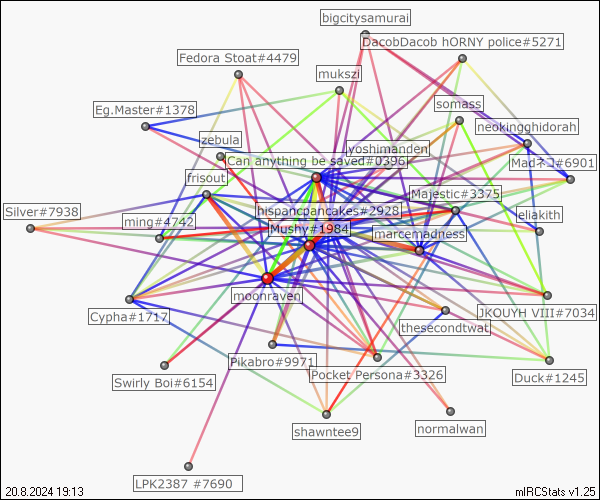 bigcitysamurai
DacobDacob hORNY police#5271
Fedora Stoat#4479
mukszi
Eg.Master#1378
somass
neokingghidorah
zebula
yoshimanden
Can anything be saved#0396
Madネコ#6901
frisout
Majestic#3375
Silver#7938
hispancpancakes#2928
eliakith
ming#4742
Mushy#1984
marcemadness
moonraven
Cypha#1717
JKOUYH VIII#7034
thesecondtwat
Pikabro#9971
Pocket Persona#3326
Duck#1245
Swirly Boi#6154
shawntee9
normalwan
LPK2387 #7690
20.8.2024 19:13
mIRCStats v1.25